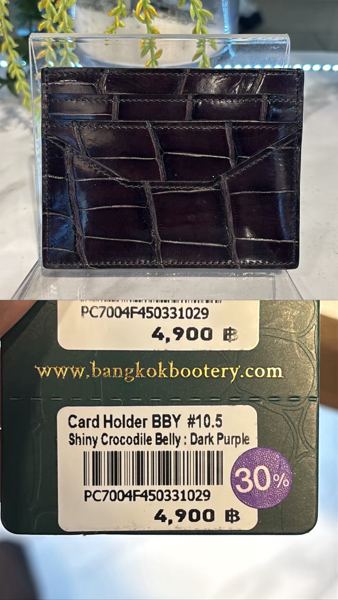 PC7004F450331029
4,900 ฿
www.bangkokbootery.com
Card Holder BBY #10.5
Shiny Crocodile Belly : Dark Purple
30%
PC7004F450331029
4,900 ฿